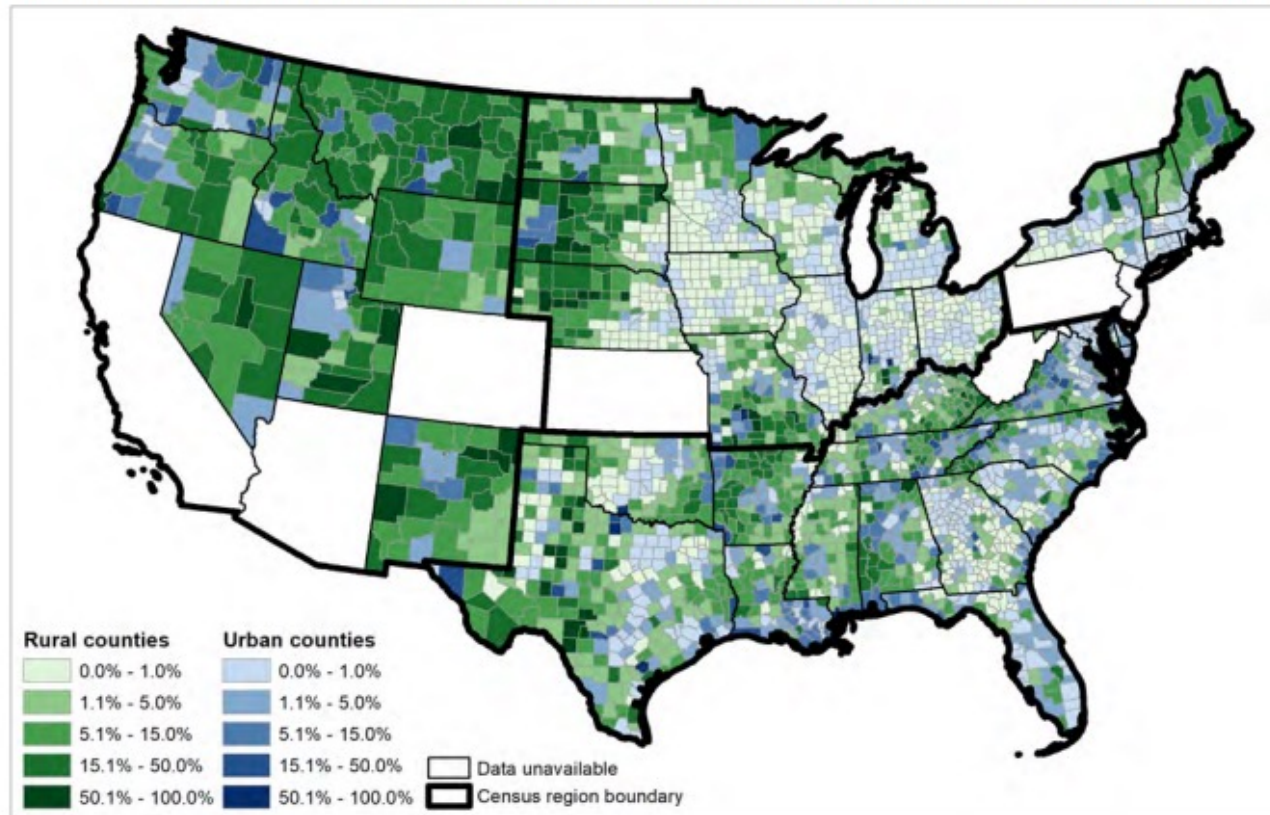 Rural counties
0.0% - 1.0%
1.1% - 5.0%
5.1% - 15.0%
15.1% - 50.0%
50.1% - 100.0%
Urban counties
0.0% - 1.0%
1.1% - 5.0%
5.1% - 15.0%
15.1% - 50.0%
50.1% - 100.0%
Data unavailable
Census region boundary